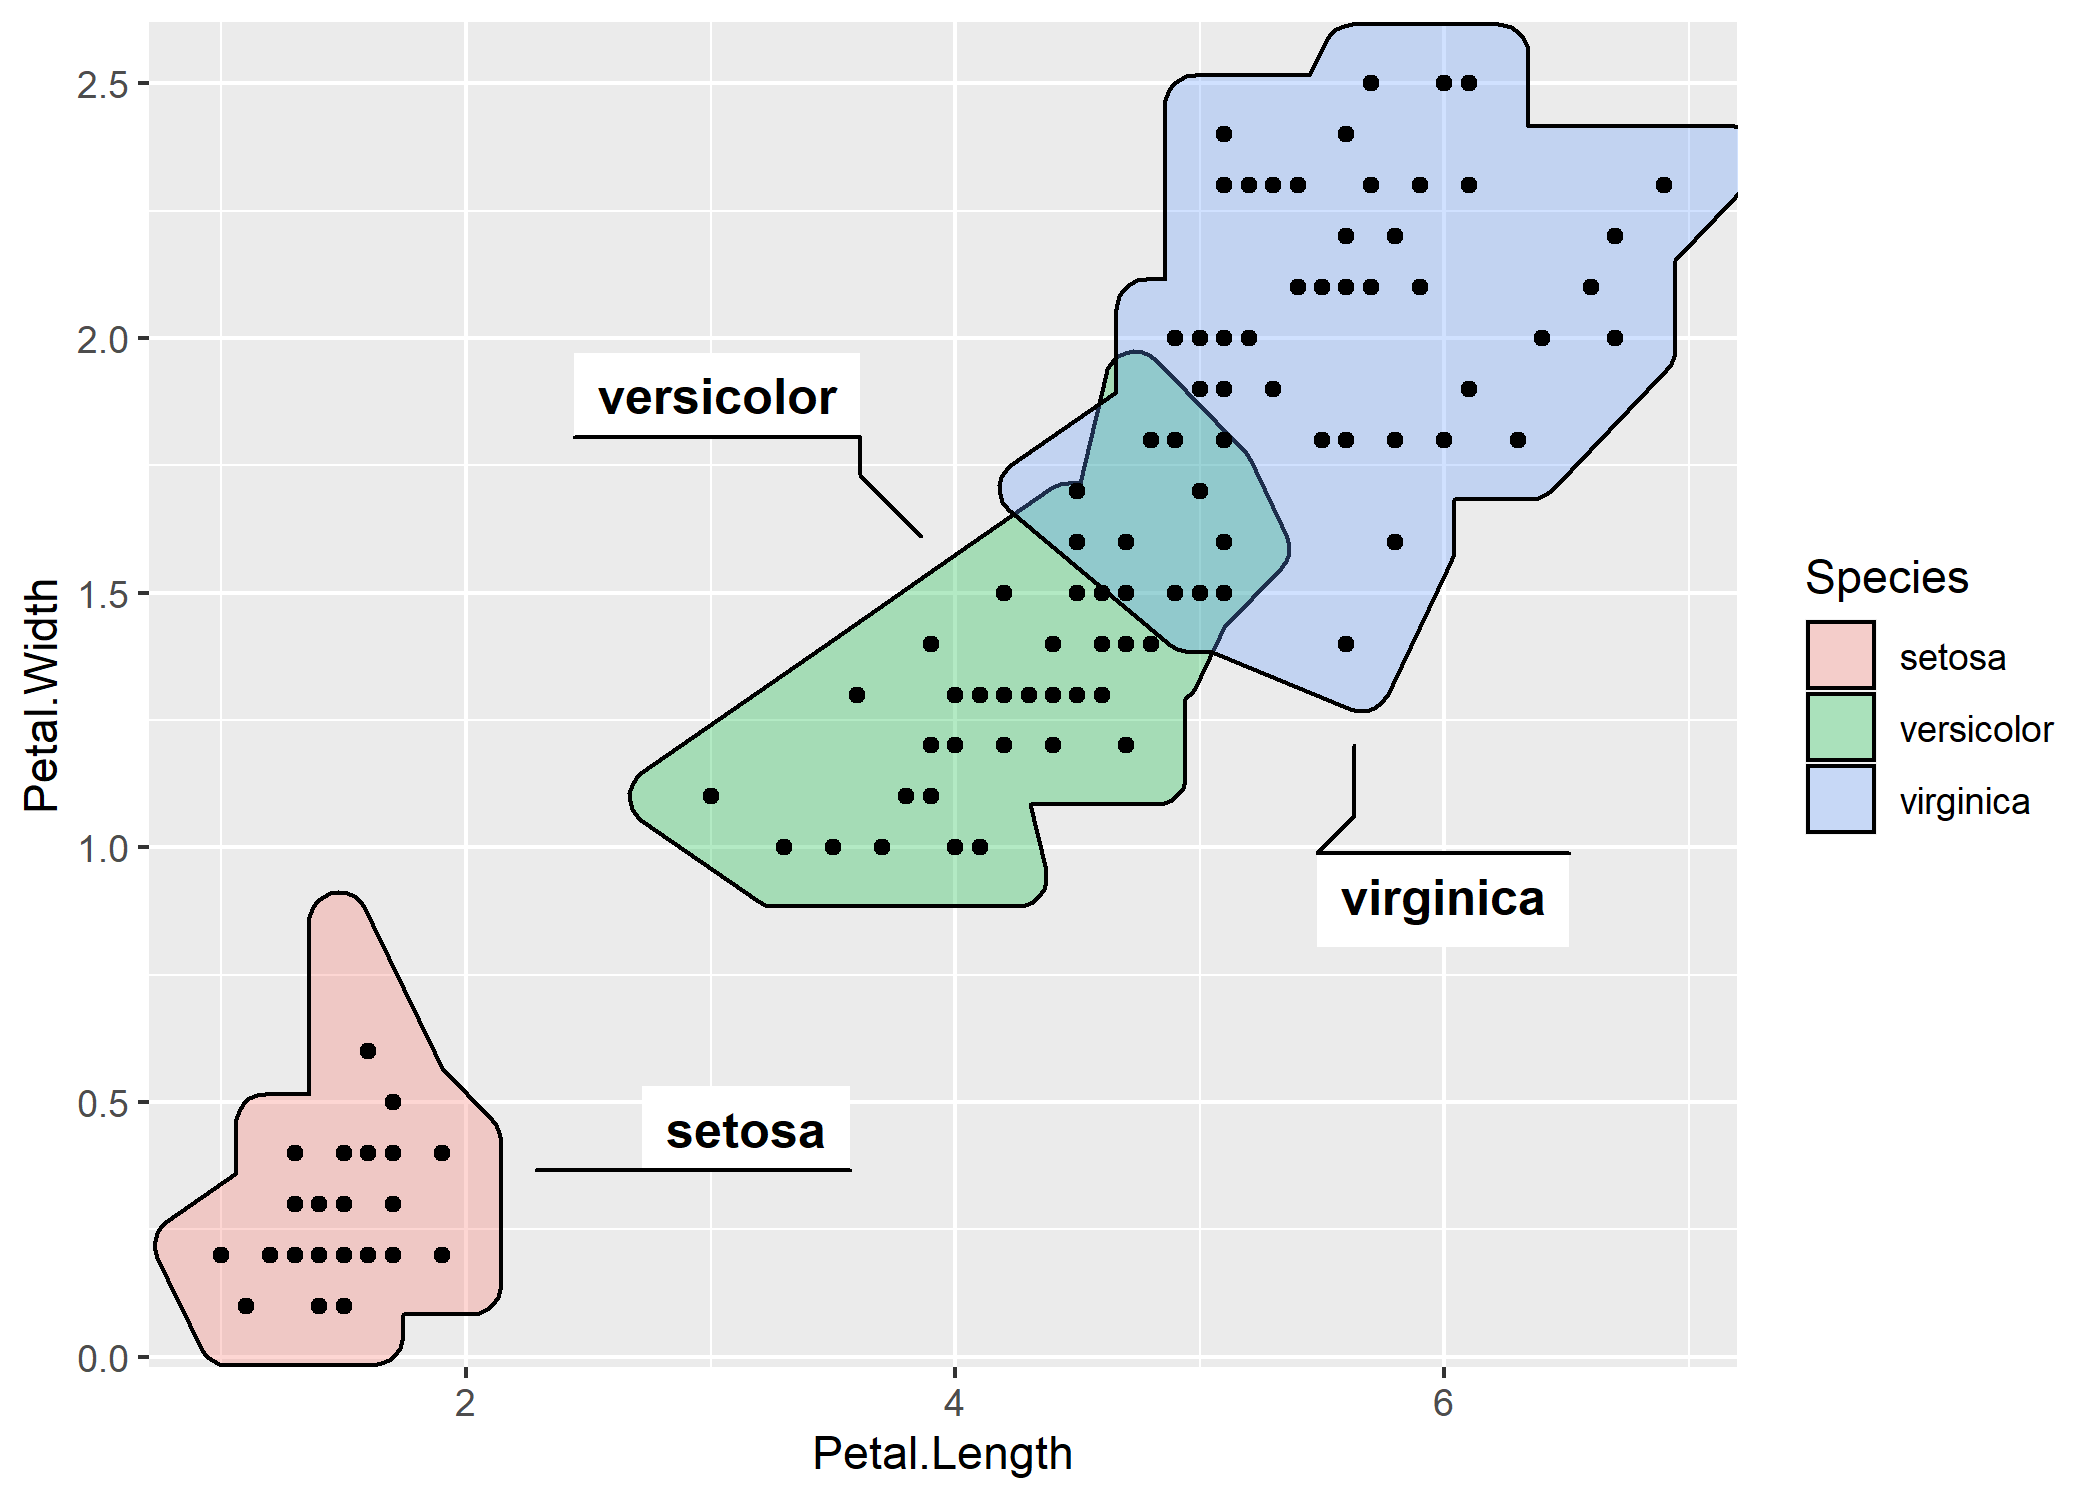 2.5
2.0
1.5
1.0
0.5
0.0
2
4
6
Petal.Width
Petal.Length
versicolor
virginica
setosa
Species
setosa
versicolor
virginica